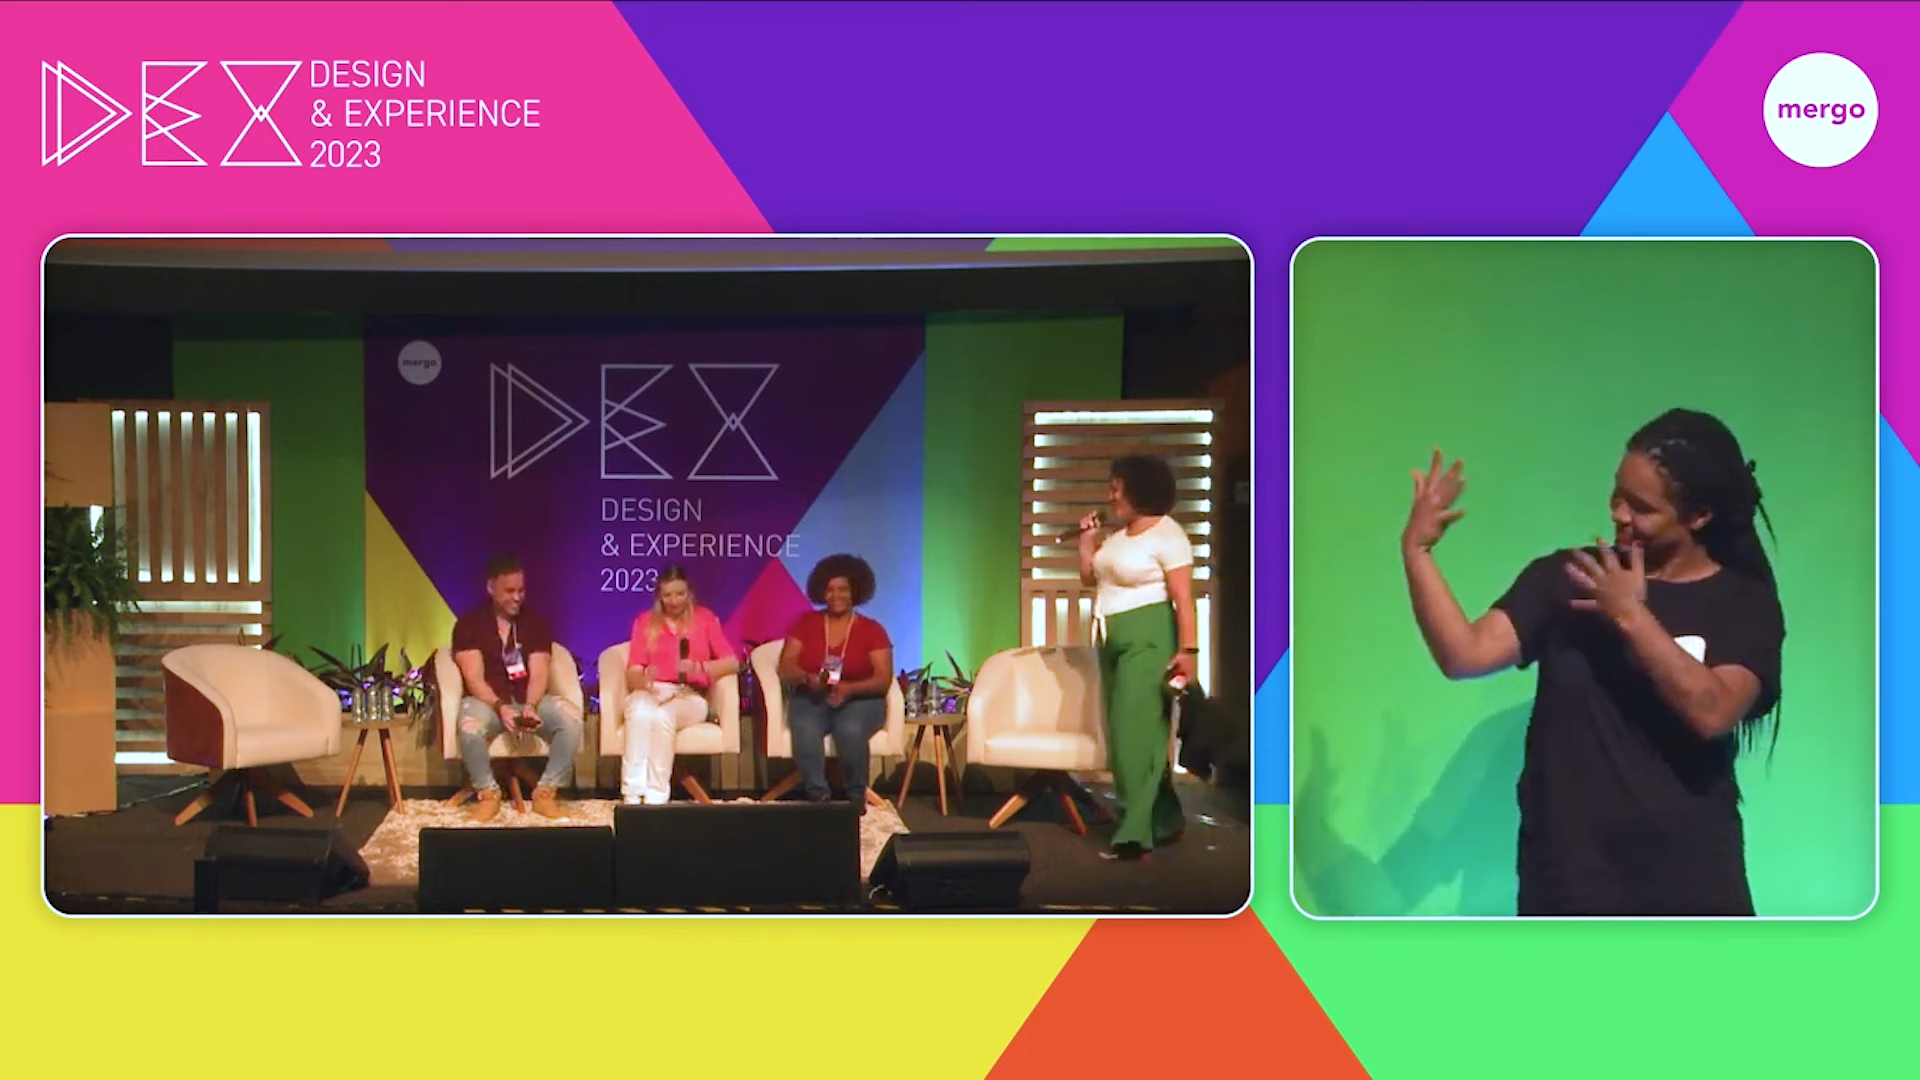 DEX
DESIGN
& EXPERIENCE
2023
mergo
mergo
DEX
DESIGN
& EXPERIENCE
2023